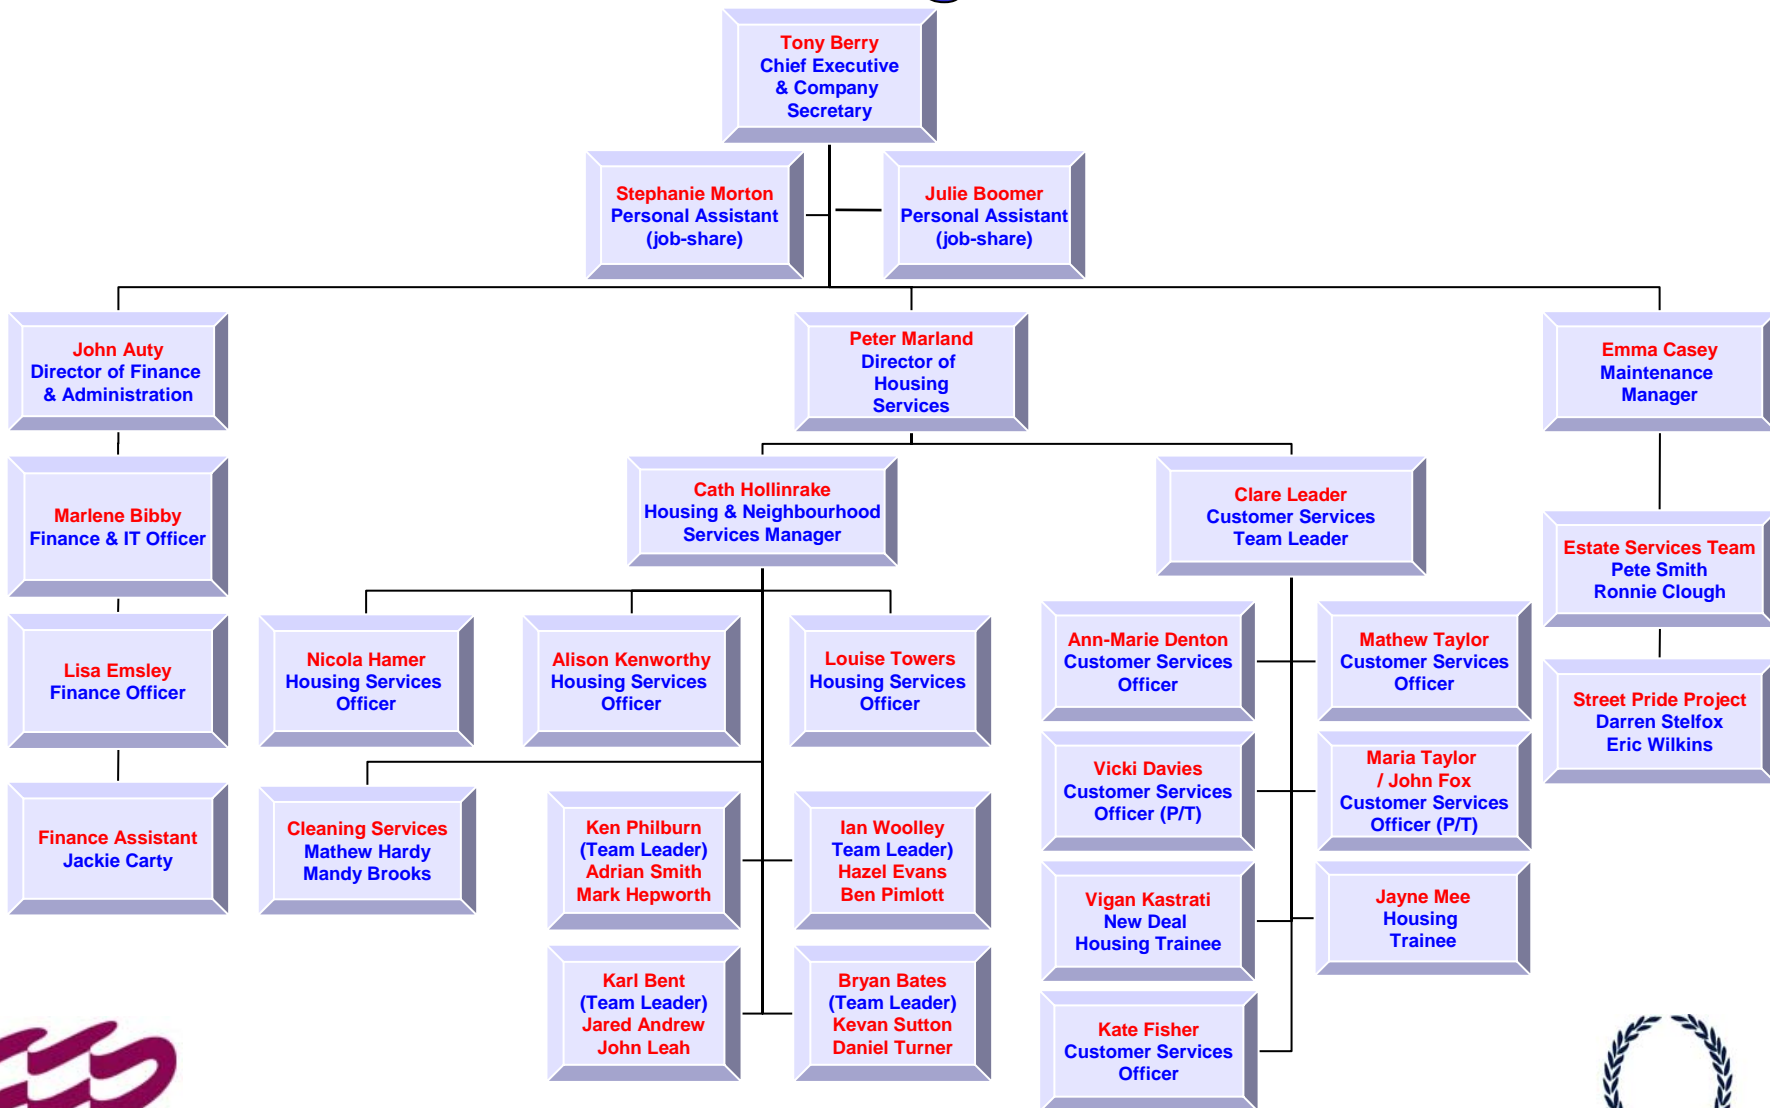 Tony Berry
Chief Executive
& Company
Secretary
Stephanie Morton
Personal Assistant
(job-share)
Julie Boomer
Personal Assistant
(job-share)
John Auty
Director of Finance
& Administration
Peter Marland
Director of
Housing
Services
Emma Casey
Maintenance
Manager
Marlene Bibby
Finance & IT Officer
Cath Hollinrake
Housing & Neighbourhood
Services Manager
Clare Leader
Customer Services
Team Leader
Estate Services Team
Pete Smith
Ronnie Clough
Lisa Emsley
Finance Officer
Nicola Hamer
Housing Services
Officer
Alison Kenworthy
Housing Services
Officer
Louise Towers
Housing Services
Officer
Ann-Marie Denton
Customer Services
Officer
Mathew Taylor
Customer Services
Officer
Street Pride Project
Darren Stelfox
Eric Wilkins
Finance Assistant
Jackie Carty
Cleaning Services
Mathew Hardy
Mandy Brooks
Ken Philburn
(Team Leader)
Adrian Smith
Mark Hepworth
Ian Woolley
Team Leader)
Hazel Evans
Ben Pimlott
Vicki Davies
Customer Services
Officer (P/T)
Maria Taylor
/ John Fox
Customer Services
Officer (P/T)
Vigan Kastrati
New Deal
Housing Trainee
Jayne Mee
Housing
Trainee
Karl Bent
(Team Leader)
Jared Andrew
John Leah
Bryan Bates
(Team Leader)
Kevan Sutton
Daniel Turner
Kate Fisher
Customer Services
Officer